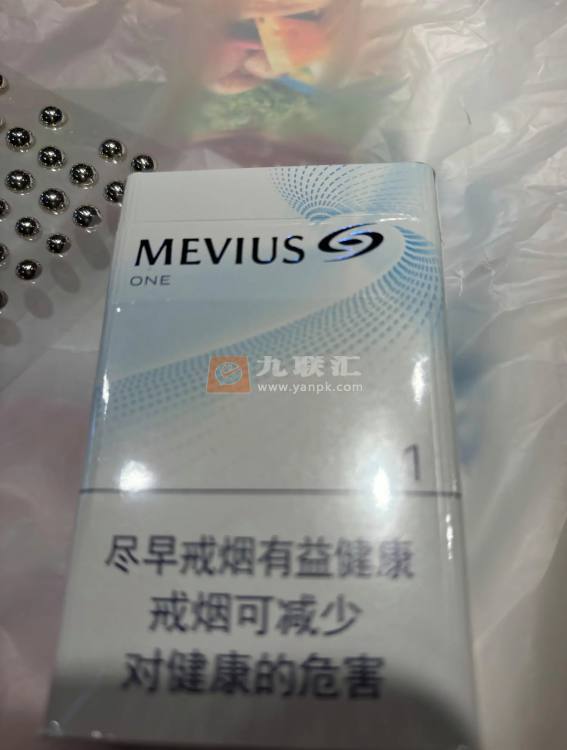 MEVIUS
ONE
九联汇
www.yanpk.com
1
尽早戒烟有益健康
戒烟可减少
对健康的危害